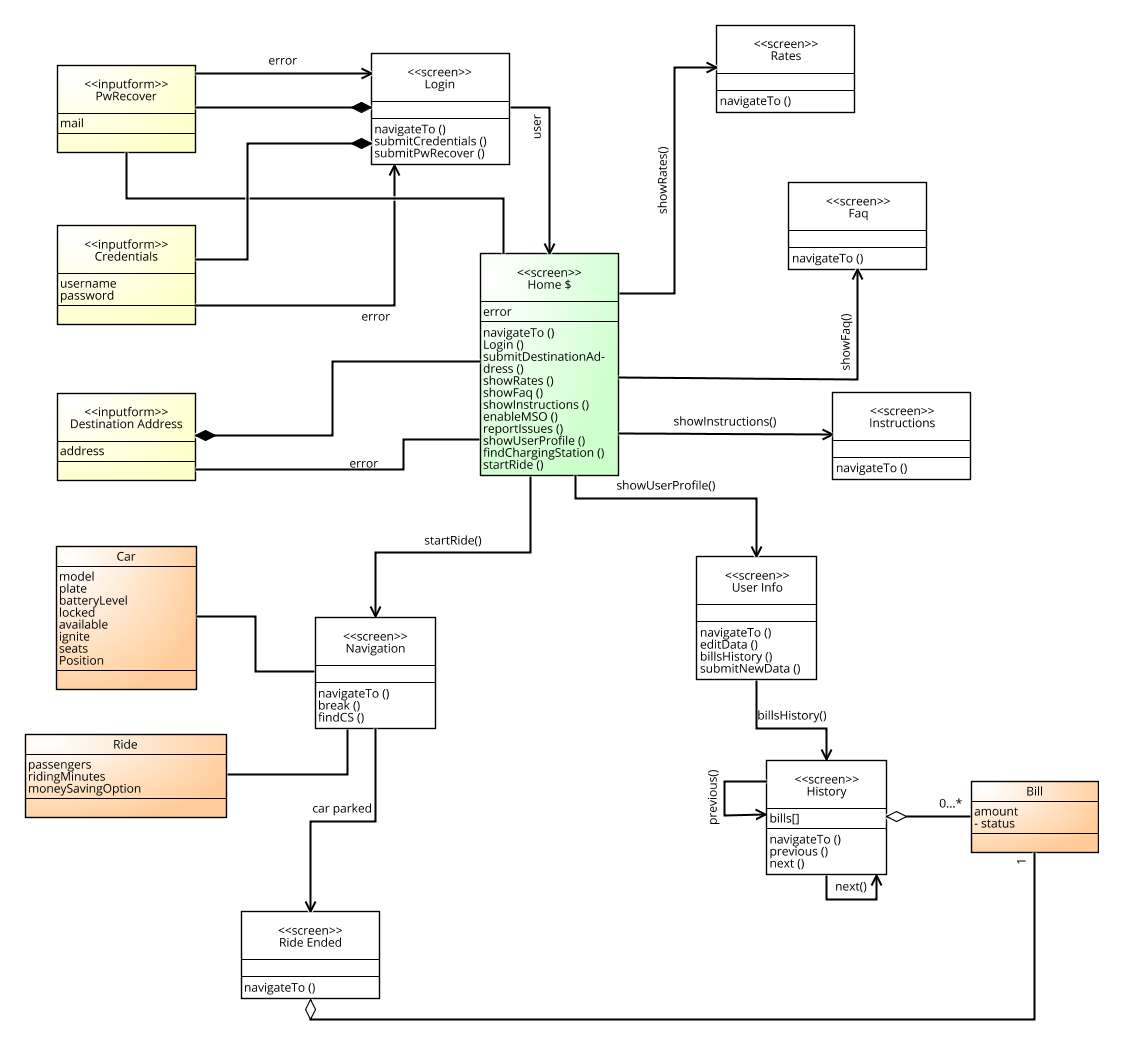 <<screen>>
Rates
navigateTo ()
error
<<screen>>
Login
navigateTo ()
submitCredentials ()
submitPwRecover ()
<<inputform>>
PwRecover
mail
user
showRates()
<<screen>>
Faq
navigateTo ()
<<inputform>>
Credentials
username
password
error
<<screen>>
Home $
error
navigateTo ()
Login ()
submitDestinationAd-
dress ()
showRates ()
showFaq ()
showInstructions ()
enableMSO ()
reportIssues ()
showUserProfile ()
findChargingStation ()
startRide ()
showFaq()
<<inputform>>
Destination Address
address
error
showInstructions()
<<screen>>
Instructions
navigateTo ()
showUserProfile()
startRide()
Car
model
plate
batteryLevel
locked
available
ignite
seats
Position
<<screen>>
User Info
navigateTo ()
editData ()
billsHistory ()
submitNewData ()
<<screen>>
Navigation
navigateTo ()
break ()
findCS ()
billsHistory()
Ride
passengers
ridingMinutes
moneySavingOption
car parked
previous()
<<screen>>
History
bills[]
navigateTo ()
previous ()
next ()
next()
0...*
Bill
amount
- status
1
<<screen>>
Ride Ended
navigateTo ()